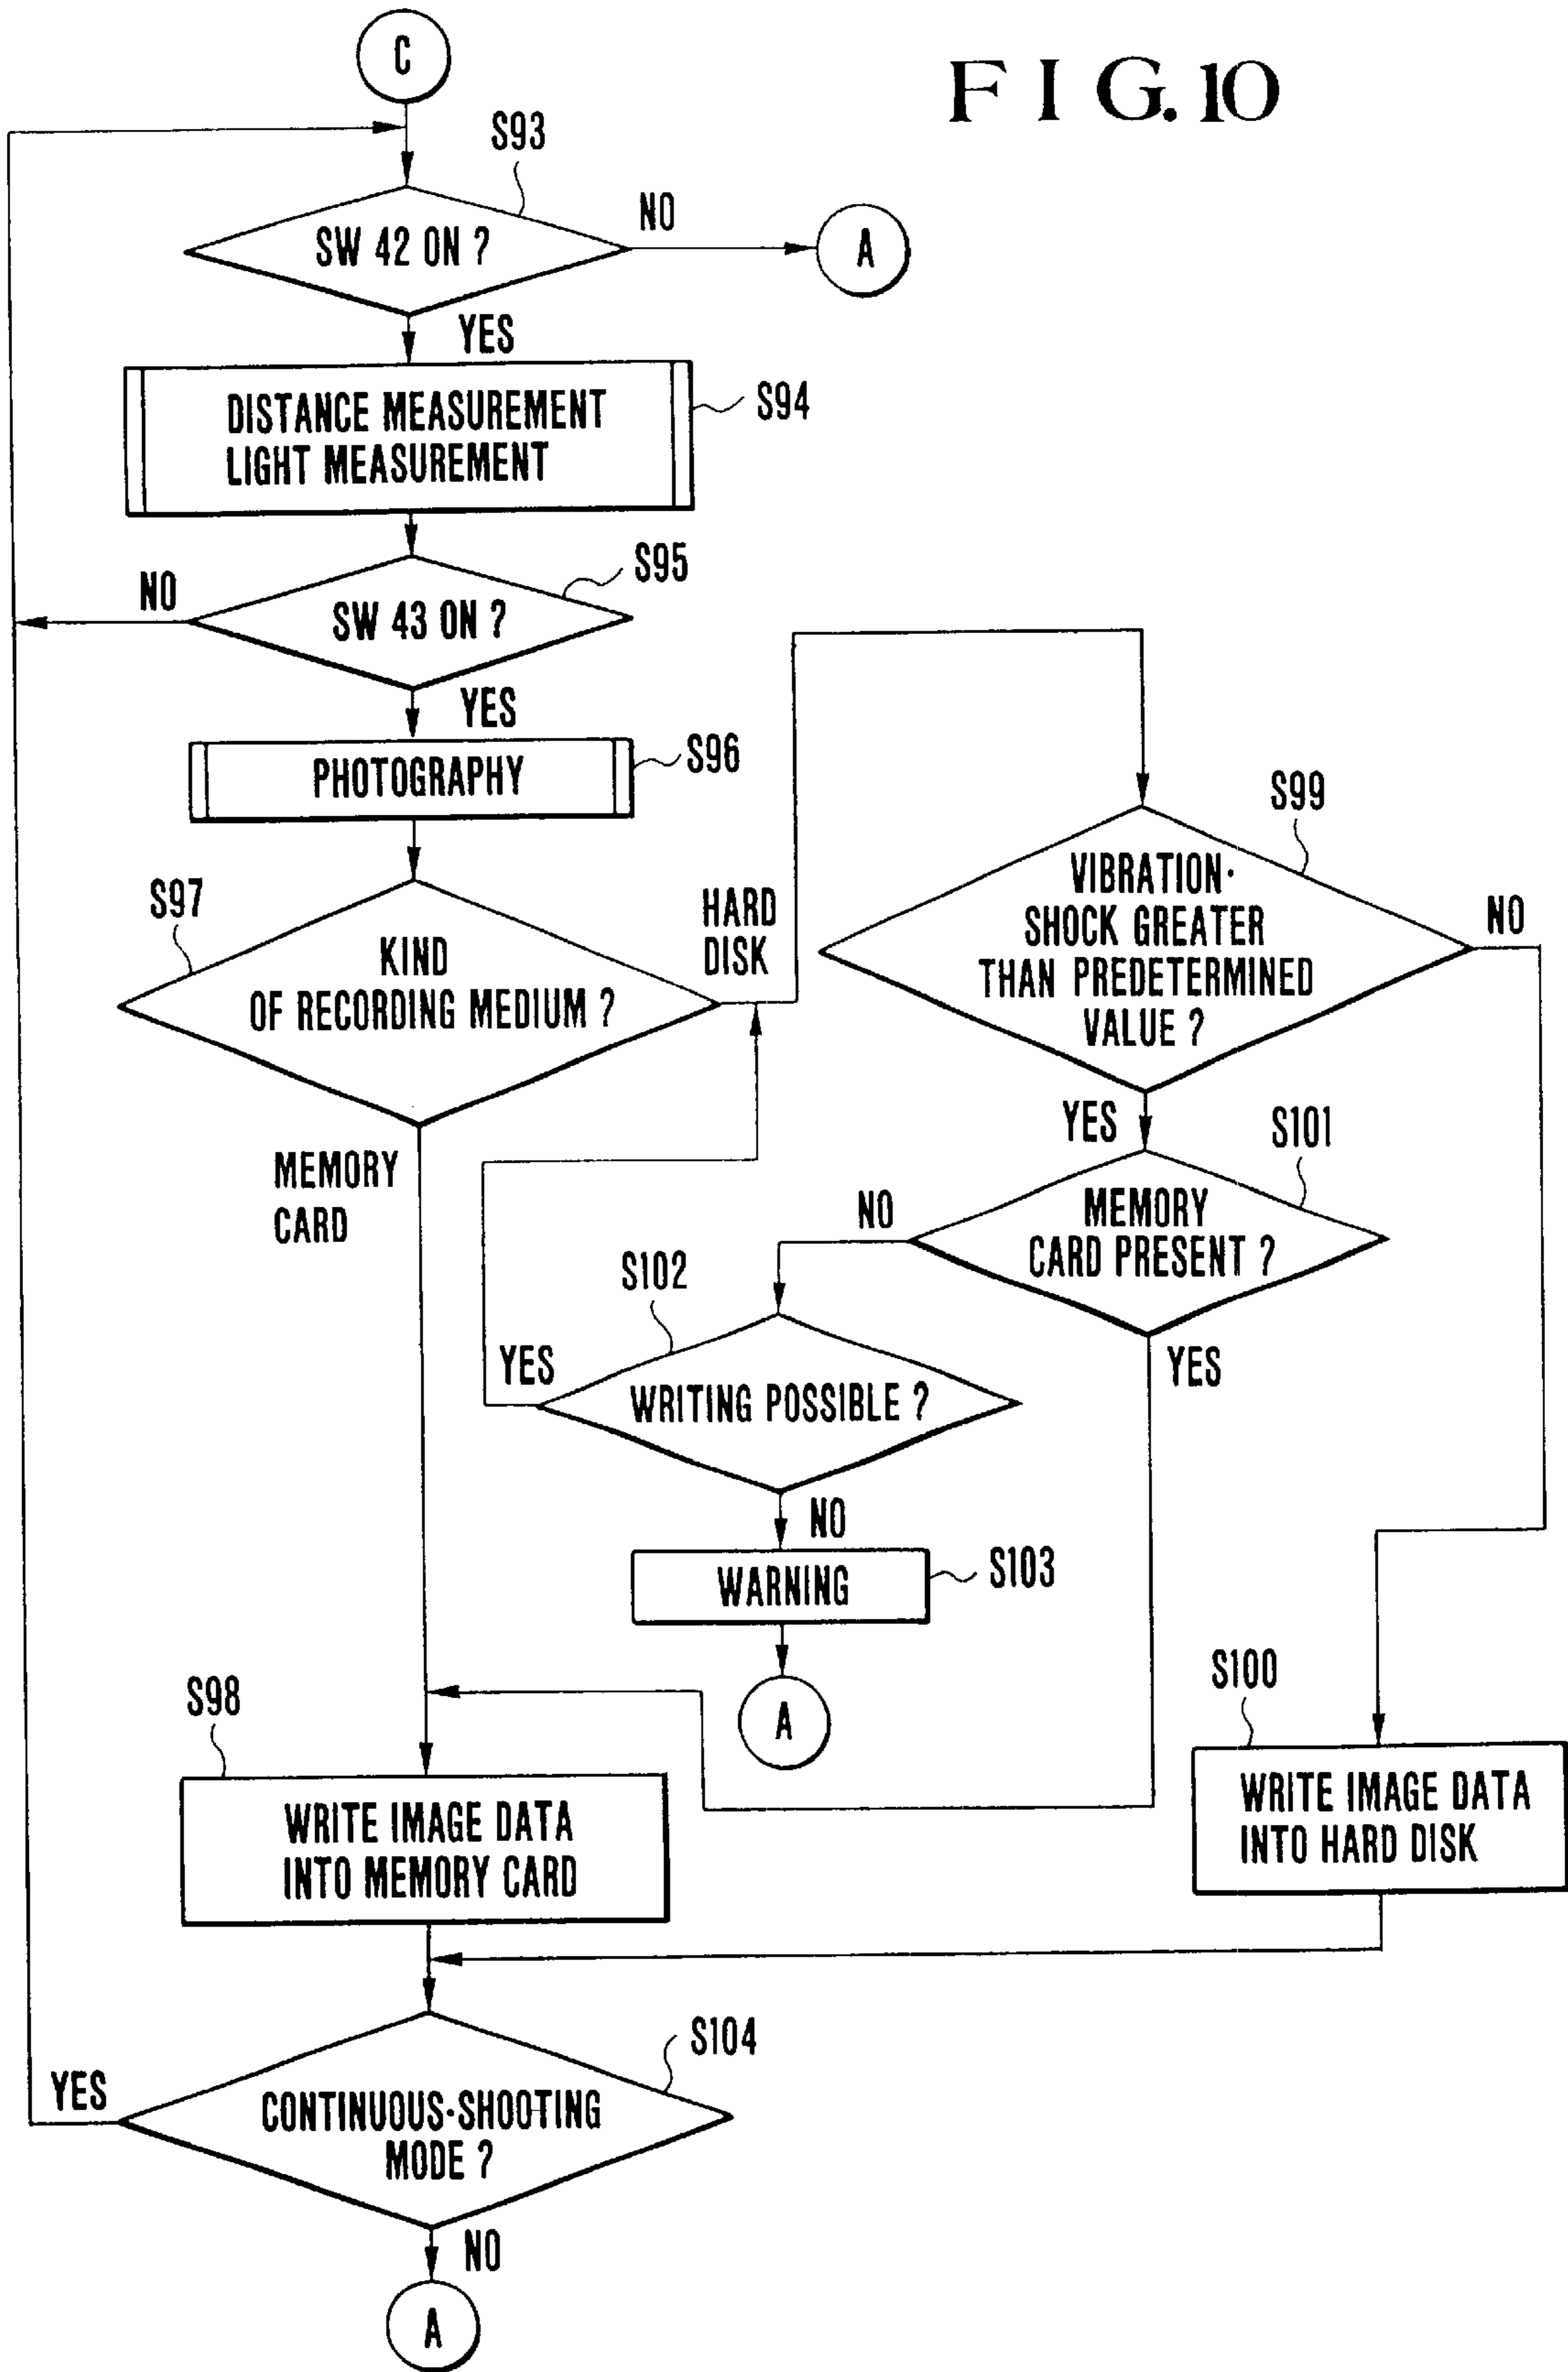 C
FIG. 10
S93
SW 42 ON ?
NO
A
YES
DISTANCE MEASUREMENT
LIGHT MEASUREMENT
S94
S95
NO
SW 43 ON ?
YES
PHOTOGRAPHY
S96
S97
KIND
OF RECORDING MEDIUM ?
HARD
DISK
S99
VIBRATION·
SHOCK GREATER
THAN PREDETERMINED
VALUE ?
NO
YES
MEMORY
CARD
S101
MEMORY
CARD PRESENT ?
NO
YES
S102
WRITING POSSIBLE ?
YES
NO
WARNING
S103
A
S98
WRITE IMAGE DATA
INTO MEMORY CARD
S100
WRITE IMAGE DATA
INTO HARD DISK
S104
CONTINUOUS·SHOOTING
MODE ?
YES
NO
A